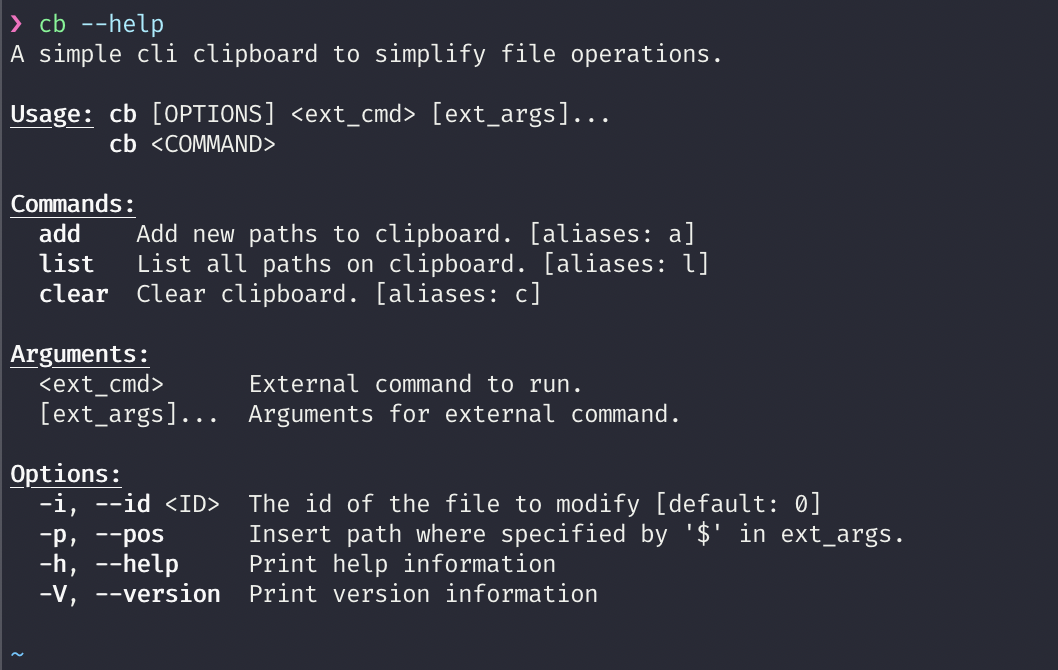 ❯ cb --help
A simple cli clipboard to simplify file operations.

Usage: cb [OPTIONS] <ext_cmd> [ext_args]...
       cb <COMMAND>

Commands:
  add    Add new paths to clipboard. [aliases: a]
  list   List all paths on clipboard. [aliases: l]
  clear  Clear clipboard. [aliases: c]

Arguments:
  <ext_cmd>      External command to run.
  [ext_args]...  Arguments for external command.

Options:
  -i, --id <ID>  The id of the file to modify [default: 0]
  -p, --pos      Insert path where specified by '$' in ext_args.
  -h, --help     Print help information
  -V, --version  Print version information

~